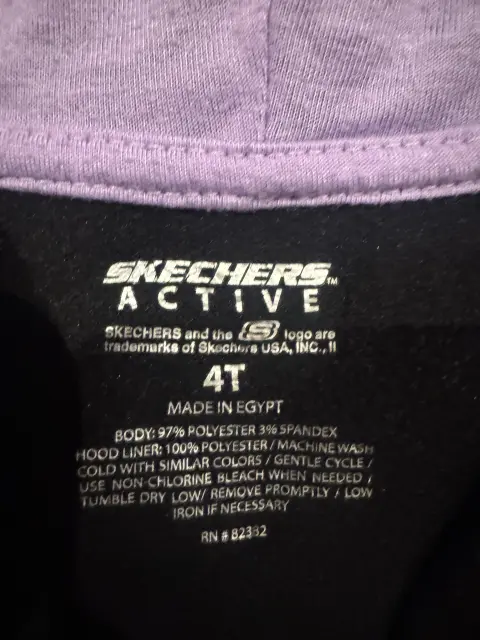 SKECHERS™
ACTIVE
SKECHERS and the S logo are
trademarks of Skechers USA, INC., II
4T
MADE IN EGYPT
BODY: 97% POLYESTER 3% SPANDEX
HOOD LINER: 100% POLYESTER / MACHINE WASH
COLD WITH SIMILAR COLORS / GENTLE CYCLE /
USE NON-CHLORINE BLEACH WHEN NEEDED /
TUMBLE DRY LOW/ REMOVE PROMPTLY / LOW
IRON IF NECESSARY
RN # 82332